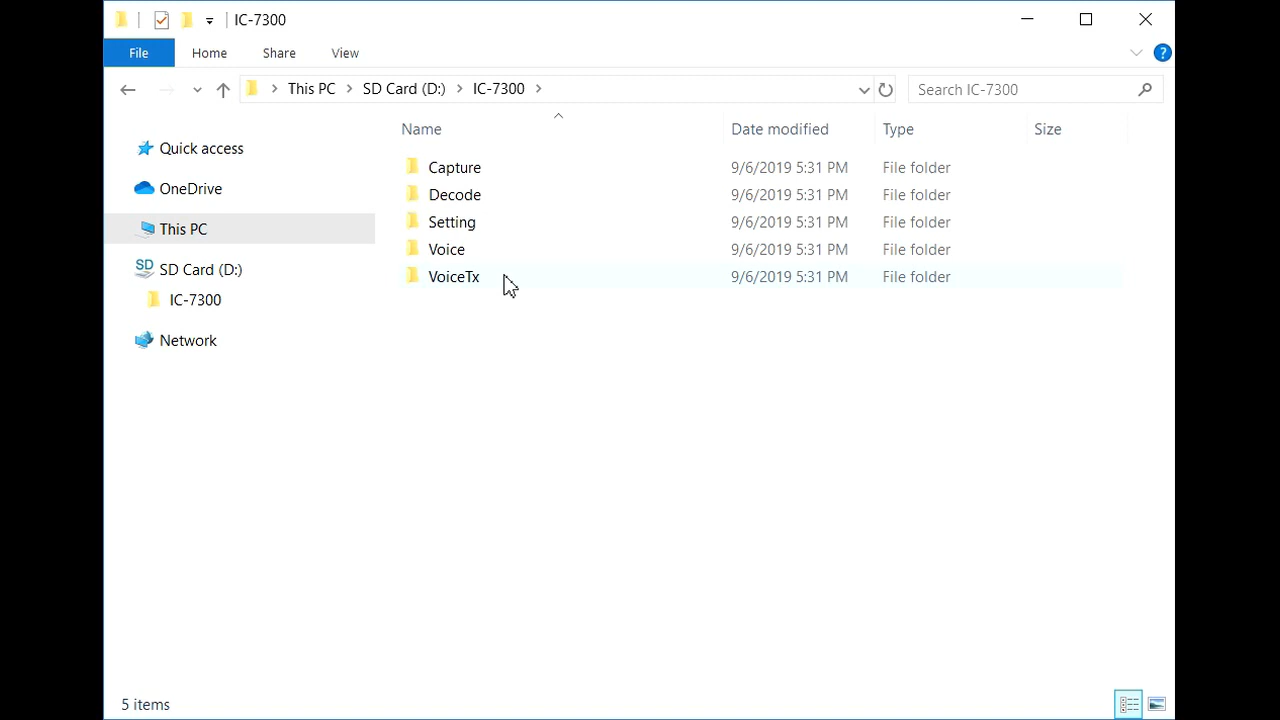 IC-7300
File Home Share View
This PC SD Card (D:) IC-7300 Search IC-7300
Name Date modified Type Size
Quick access
OneDrive
This PC
SD Card (D:)
IC-7300
Network
Capture 9/6/2019 5:31 PM File folder
Decode 9/6/2019 5:31 PM File folder
Setting 9/6/2019 5:31 PM File folder
Voice 9/6/2019 5:31 PM File folder
VoiceTx 9/6/2019 5:31 PM File folder
5 items